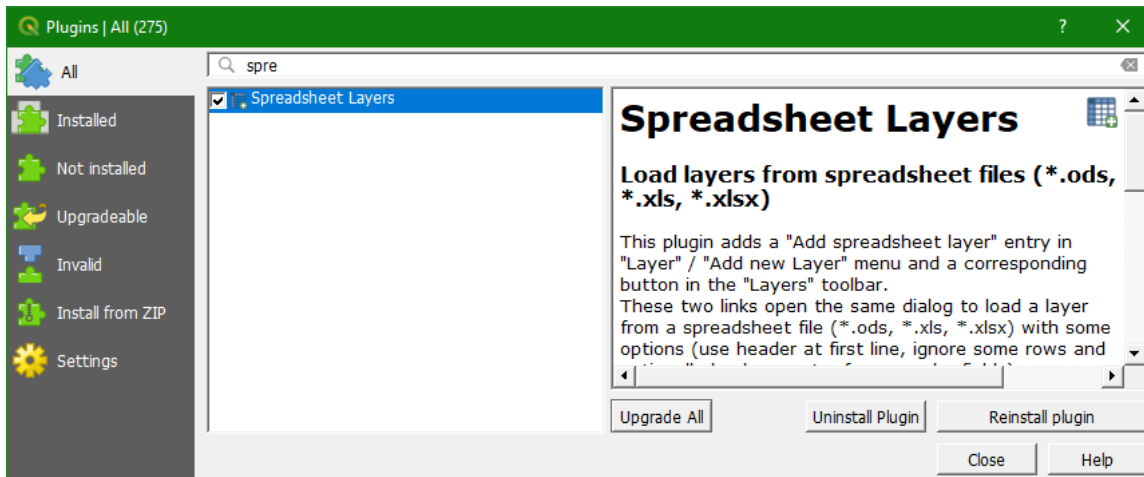 Plugins | All (275)
?
All
Installed
Not installed
Upgradeable
Invalid
Install from ZIP
Settings
spre
Spreadsheet Layers
Spreadsheet Layers
Load layers from spreadsheet files (*.ods,
*.xls, *.xlsx)
This plugin adds a "Add spreadsheet layer" entry in
"Layer" / "Add new Layer" menu and a corresponding
button in the "Layers" toolbar.
These two links open the same dialog to load a layer
from a spreadsheet file (*.ods, *.xls, *.xlsx) with some
options (use header at first line, ignore some rows and
Upgrade All
Uninstall Plugin
Reinstall plugin
Close
Help